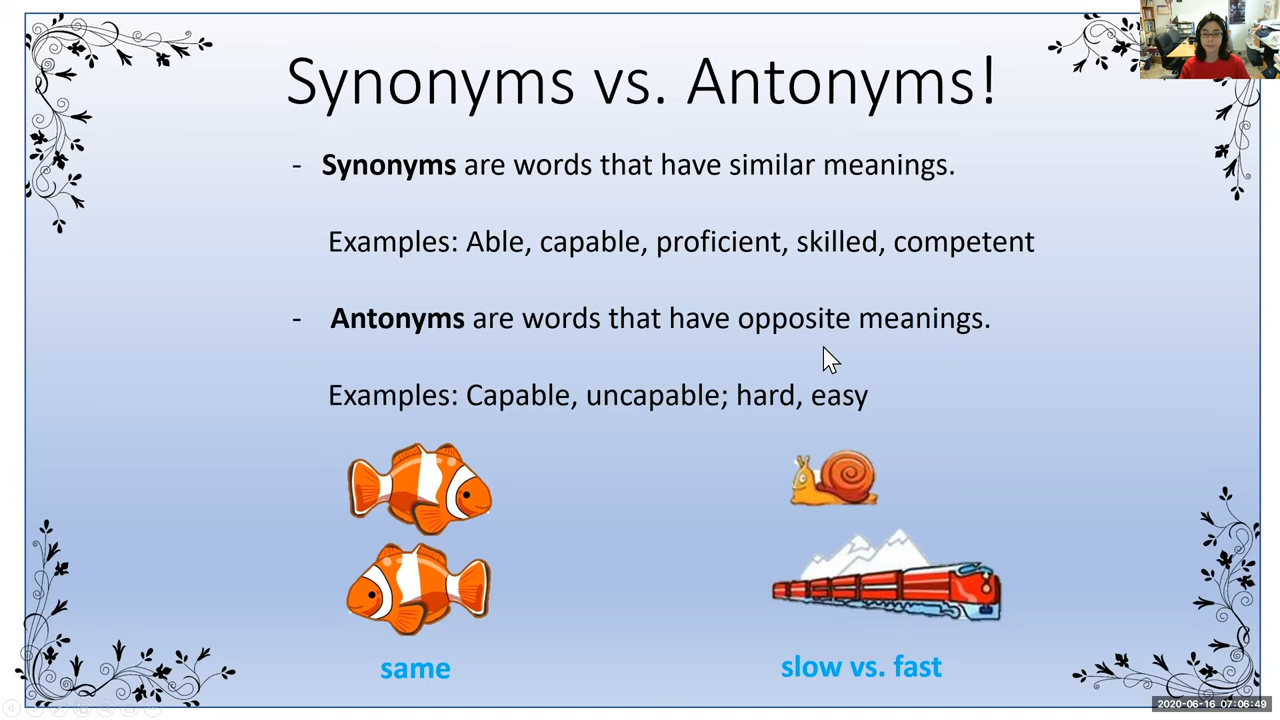 Synonyms vs. Antonyms!
- Synonyms are words that have similar meanings.
Examples: Able, capable, proficient, skilled, competent
- Antonyms are words that have opposite meanings.
Examples: Capable, uncapable; hard, easy
same
slow vs. fast
2020-06-16 07:06:49